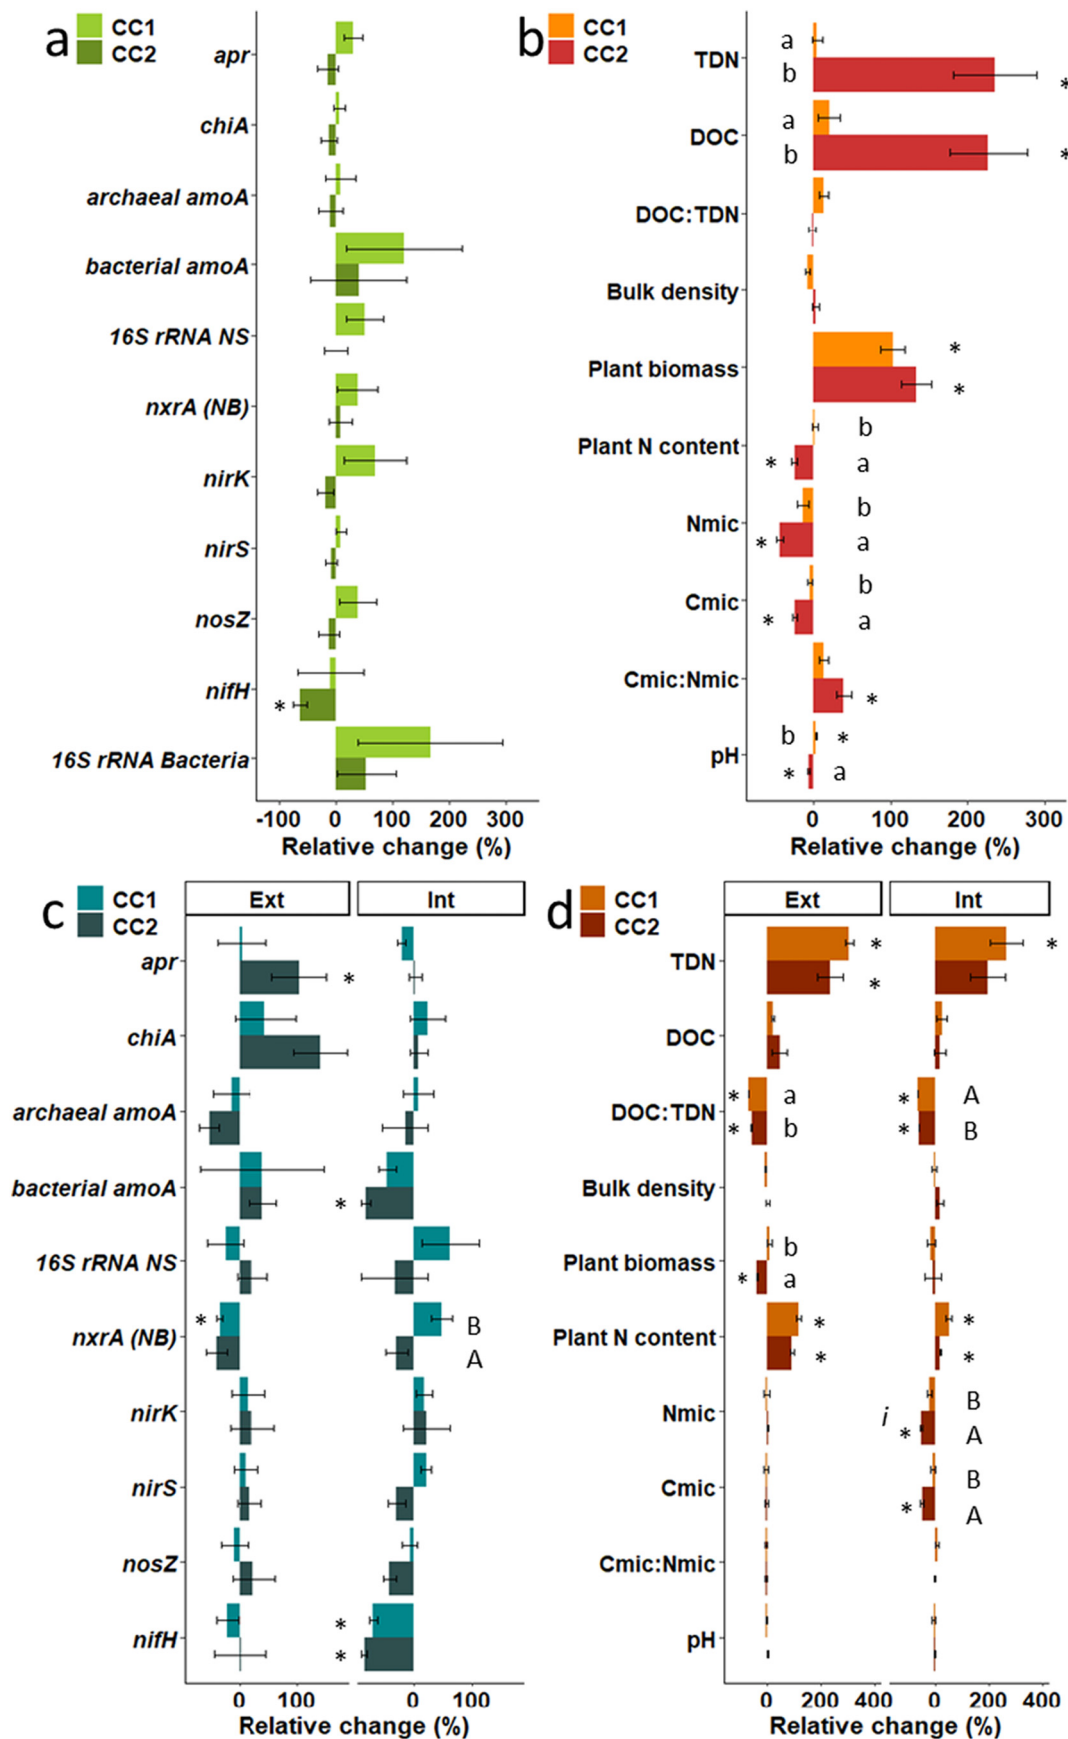 a
CC1
CC2
apr
chiA
archaeal amoA
bacterial amoA
16S rRNA NS
nxrA (NB)
nirK
nirS
nosZ
nifH
*
16S rRNA Bacteria
-100 0 100 200 300
Relative change (%)
b
CC1
CC2
a
TDN
b *
a
DOC
b *
DOC:TDN
Bulk density
Plant biomass *
*
b
Plant N content
* a
b
Nmic
* a
b
Cmic
* a
Cmic:Nmic
*
b *
pH
* a
0 100 200 300
Relative change (%)
c
CC1
CC2
Ext Int
apr
*
chiA
archaeal amoA
bacterial amoA
*
16S rRNA NS
* B
nxrA (NB)
A
nirK
nirS
nosZ
nifH *
*
0 100 0 100
Relative change (%)
d
CC1
CC2
Ext Int
TDN * *
*
DOC
* a * A
DOC:TDN
* b * B
Bulk density
b
Plant biomass
* a
Plant N content * *
* *
B
Nmic i
* A
B
Cmic
* A
Cmic:Nmic
pH
0 200 400 0 200 400
Relative change (%)